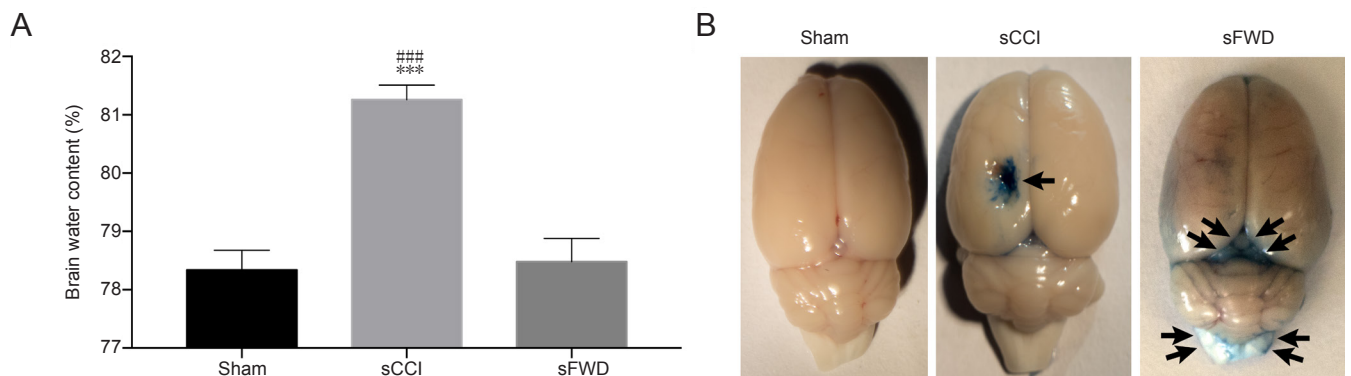 A
Brain water content (%)
82
81
80
79
78
77
###
***
Sham
sCCI
sFWD
B
Sham
sCCI
sFWD